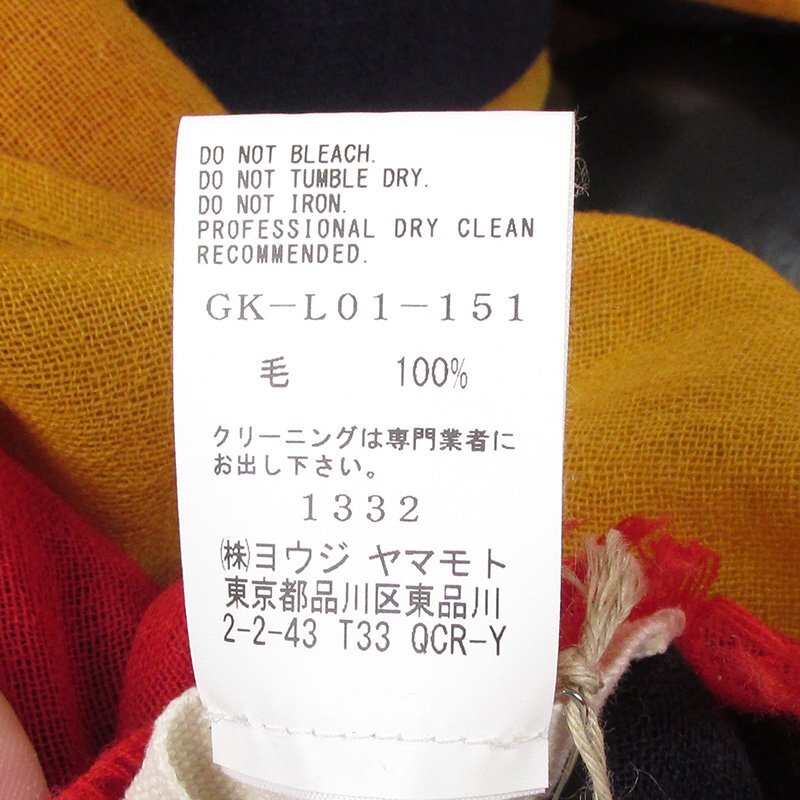 DO NOT BLEACH.
DO NOT TUMBLE DRY.
DO NOT IRON.
PROFESSIONAL DRY CLEAN
RECOMMENDED.
GK-L01-151
毛 100%
クリーニングは専門業者に
お出し下さい。
1332
㈱ヨウジ ヤマモト
東京都品川区東品川
2-2-43 T33 QCR-Y